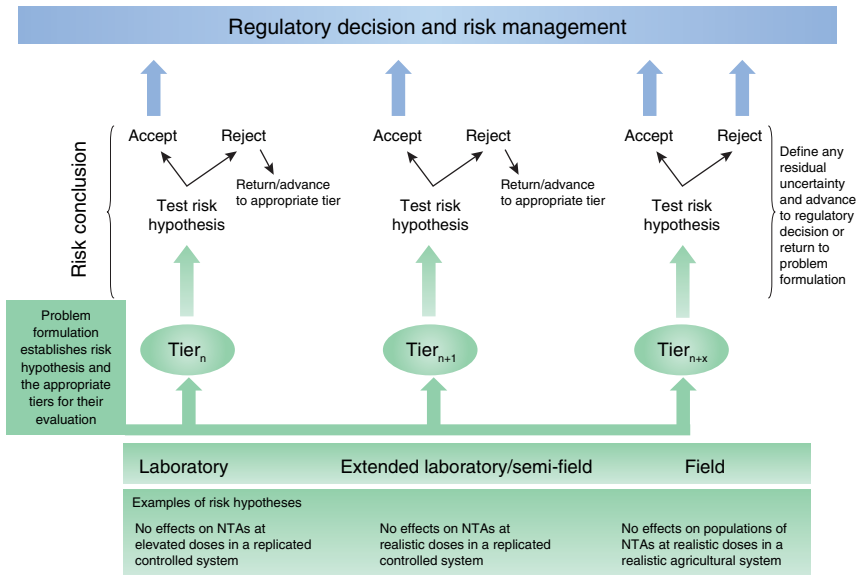 Regulatory decision and risk management
Risk conclusion
Accept
Reject
Return/advance
to appropriate tier
Test risk
hypothesis
Accept
Reject
Return/advance
to appropriate tier
Test risk
hypothesis
Accept
Reject
Test risk
hypothesis
Define any
residual
uncertainty
and advance
to regulatory
decision or
return to
problem
formulation
Problem
formulation
establishes risk
hypothesis and
the appropriate
tiers for their
evaluation
Tiern
Tiern+1
Tiern+x
Laboratory
Extended laboratory/semi-field
Field
Examples of risk hypotheses
No effects on NTAs at
elevated doses in a replicated
controlled system
No effects on NTAs at
realistic doses in a replicated
controlled system
No effects on populations of
NTAs at realistic doses in a
realistic agricultural system